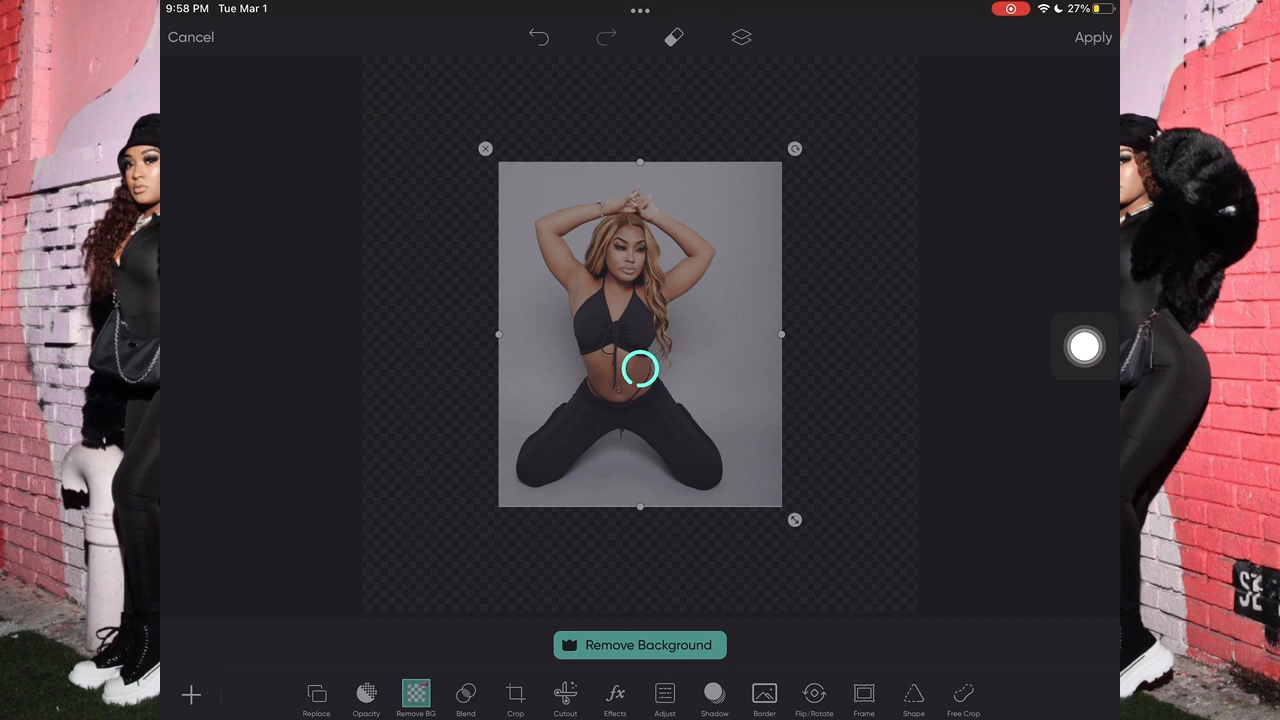 9:58 PM Tue Mar 1
27%
Cancel
Apply
Remove Background
Replace
Opacity
Remove BG
Blend
Crop
Cutout
Effects
Adjust
Shadow
Border
Flip/Rotate
Frame
Shape
Free Crop